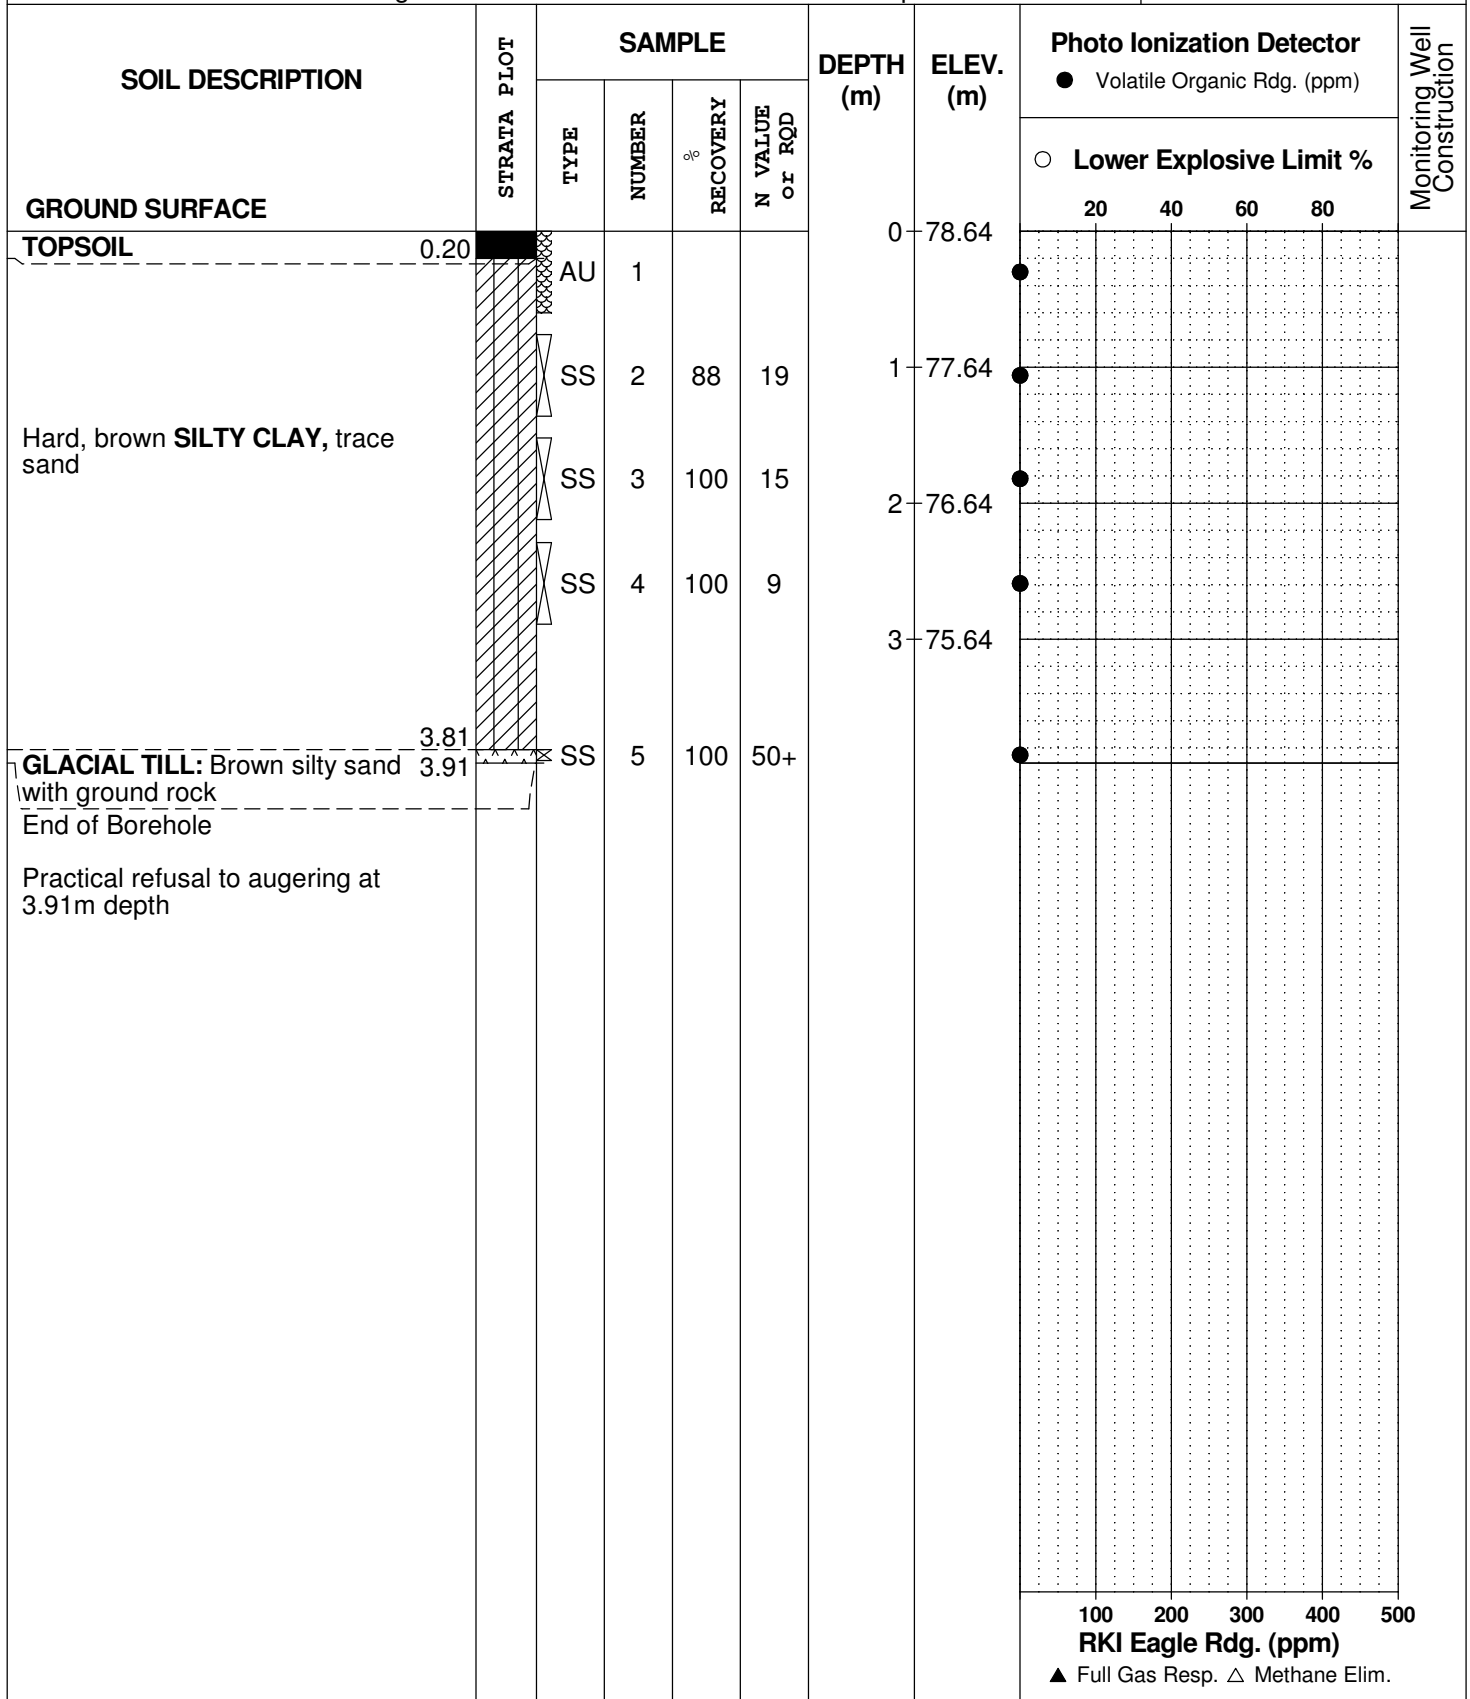 SOIL DESCRIPTION
STRATA PLOT
SAMPLE
TYPE
NUMBER
% RECOVERY
N VALUE or RQD
DEPTH (m)
ELEV. (m)
Photo Ionization Detector
● Volatile Organic Rdg. (ppm)
○ Lower Explosive Limit %
20 40 60 80
Monitoring Well Construction
GROUND SURFACE
0 78.64
TOPSOIL 0.20
AU 1
1 77.64
SS 2 88 19
Hard, brown SILTY CLAY, trace
sand
SS 3 100 15
2 76.64
SS 4 100 9
3 75.64
3.81
SS 5 100 50+
GLACIAL TILL: Brown silty sand 3.91
with ground rock
End of Borehole
Practical refusal to augering at
3.91m depth
100 200 300 400 500
RKI Eagle Rdg. (ppm)
▲ Full Gas Resp. △ Methane Elim.